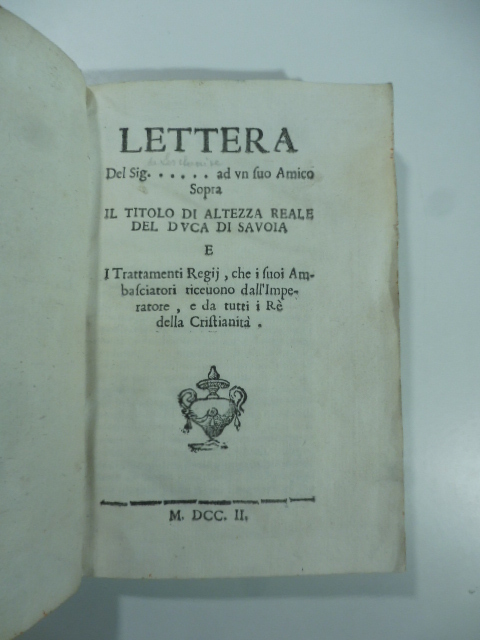 LETTERA
Del Sig. . . . . . ad vn ſuo Amico
Sopra
IL TITOLO DI ALTEZZA REALE
DEL DVCA DI SAVOIA
E
I Trattamenti Regij, che i ſuoi Am-
baſciatori riceuono dall'Impe-
ratore, e da tutti i Rè
della Criſtianità.
M. DCC. II.